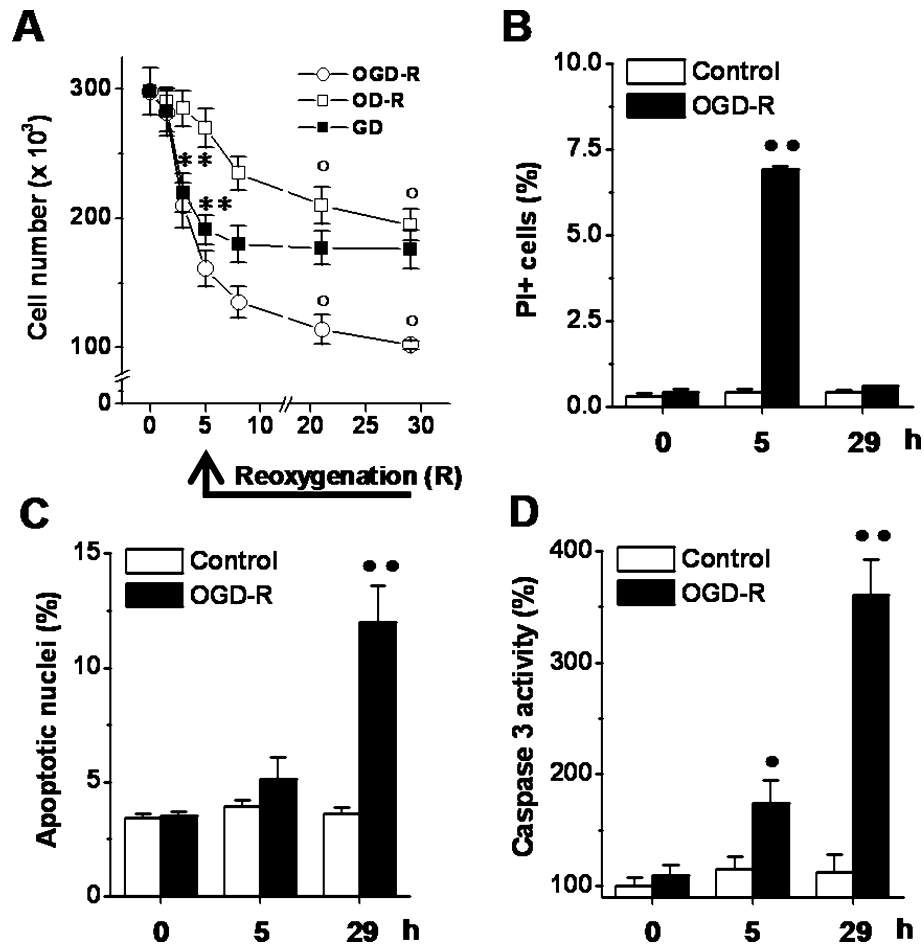 A
Cell number (x 10³)
300
200
100
0
OGD-R
OD-R
GD
**
**
0 5 10 20 25 30
Reoxygenation (R)
B
PI+ cells (%)
10.0
7.5
5.0
2.5
0.0
Control
OGD-R
0 5 29 h
C
Apoptotic nuclei (%)
15
10
5
0
Control
OGD-R
0 5 29 h
D
Caspase 3 activity (%)
400
300
200
100
Control
OGD-R
0 5 29 h